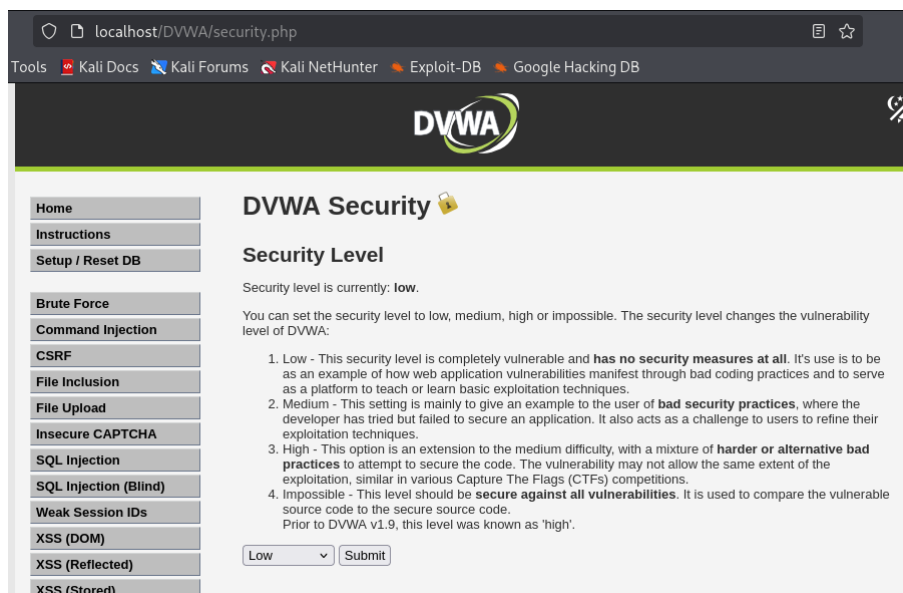 localhost/DVWA/security.php
Tools Kali Docs Kali Forums Kali NetHunter Exploit-DB Google Hacking DB
DVWA
Home
Instructions
Setup / Reset DB
Brute Force
Command Injection
CSRF
File Inclusion
File Upload
Insecure CAPTCHA
SQL Injection
SQL Injection (Blind)
Weak Session IDs
XSS (DOM)
XSS (Reflected)
XSS (Stored)
DVWA Security
Security Level
Security level is currently: low.
You can set the security level to low, medium, high or impossible. The security level changes the vulnerability
level of DVWA:
1. Low - This security level is completely vulnerable and has no security measures at all. It's use is to be
as an example of how web application vulnerabilities manifest through bad coding practices and to serve
as a platform to teach or learn basic exploitation techniques.
2. Medium - This setting is mainly to give an example to the user of bad security practices, where the
developer has tried but failed to secure an application. It also acts as a challenge to users to refine their
exploitation techniques.
3. High - This option is an extension to the medium difficulty, with a mixture of harder or alternative bad
practices to attempt to secure the code. The vulnerability may not allow the same extent of the
exploitation, similar in various Capture The Flags (CTFs) competitions.
4. Impossible - This level should be secure against all vulnerabilities. It is used to compare the vulnerable
source code to the secure source code.
Prior to DVWA v1.9, this level was known as 'high'.
Low Submit